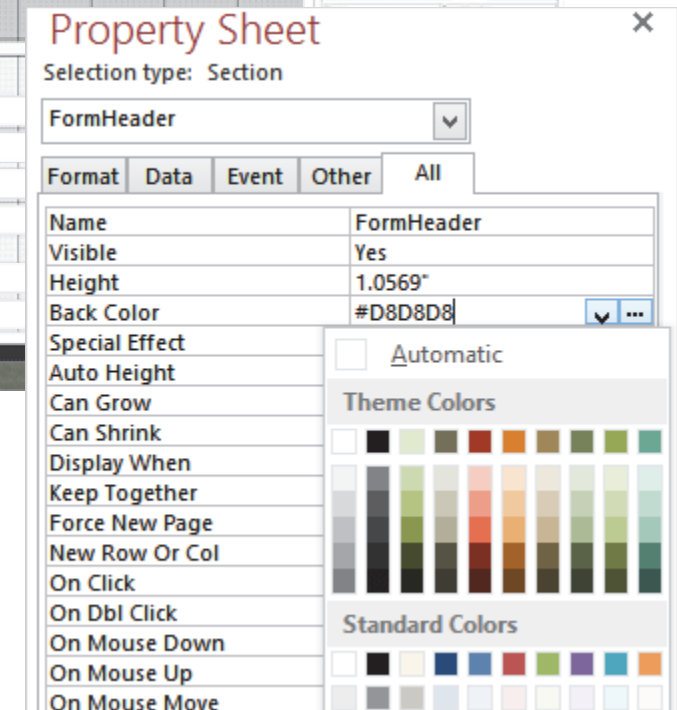 Property Sheet
Selection type: Section
FormHeader
Format Data Event Other All
Name FormHeader
Visible Yes
Height 1.0569"
Back Color #D8D8D8
Special Effect
Automatic
Auto Height
Can Grow
Theme Colors
Can Shrink
Display When
Keep Together
Force New Page
New Row Or Col
On Click
On Dbl Click
Standard Colors
On Mouse Down
On Mouse Up
On Mouse Move